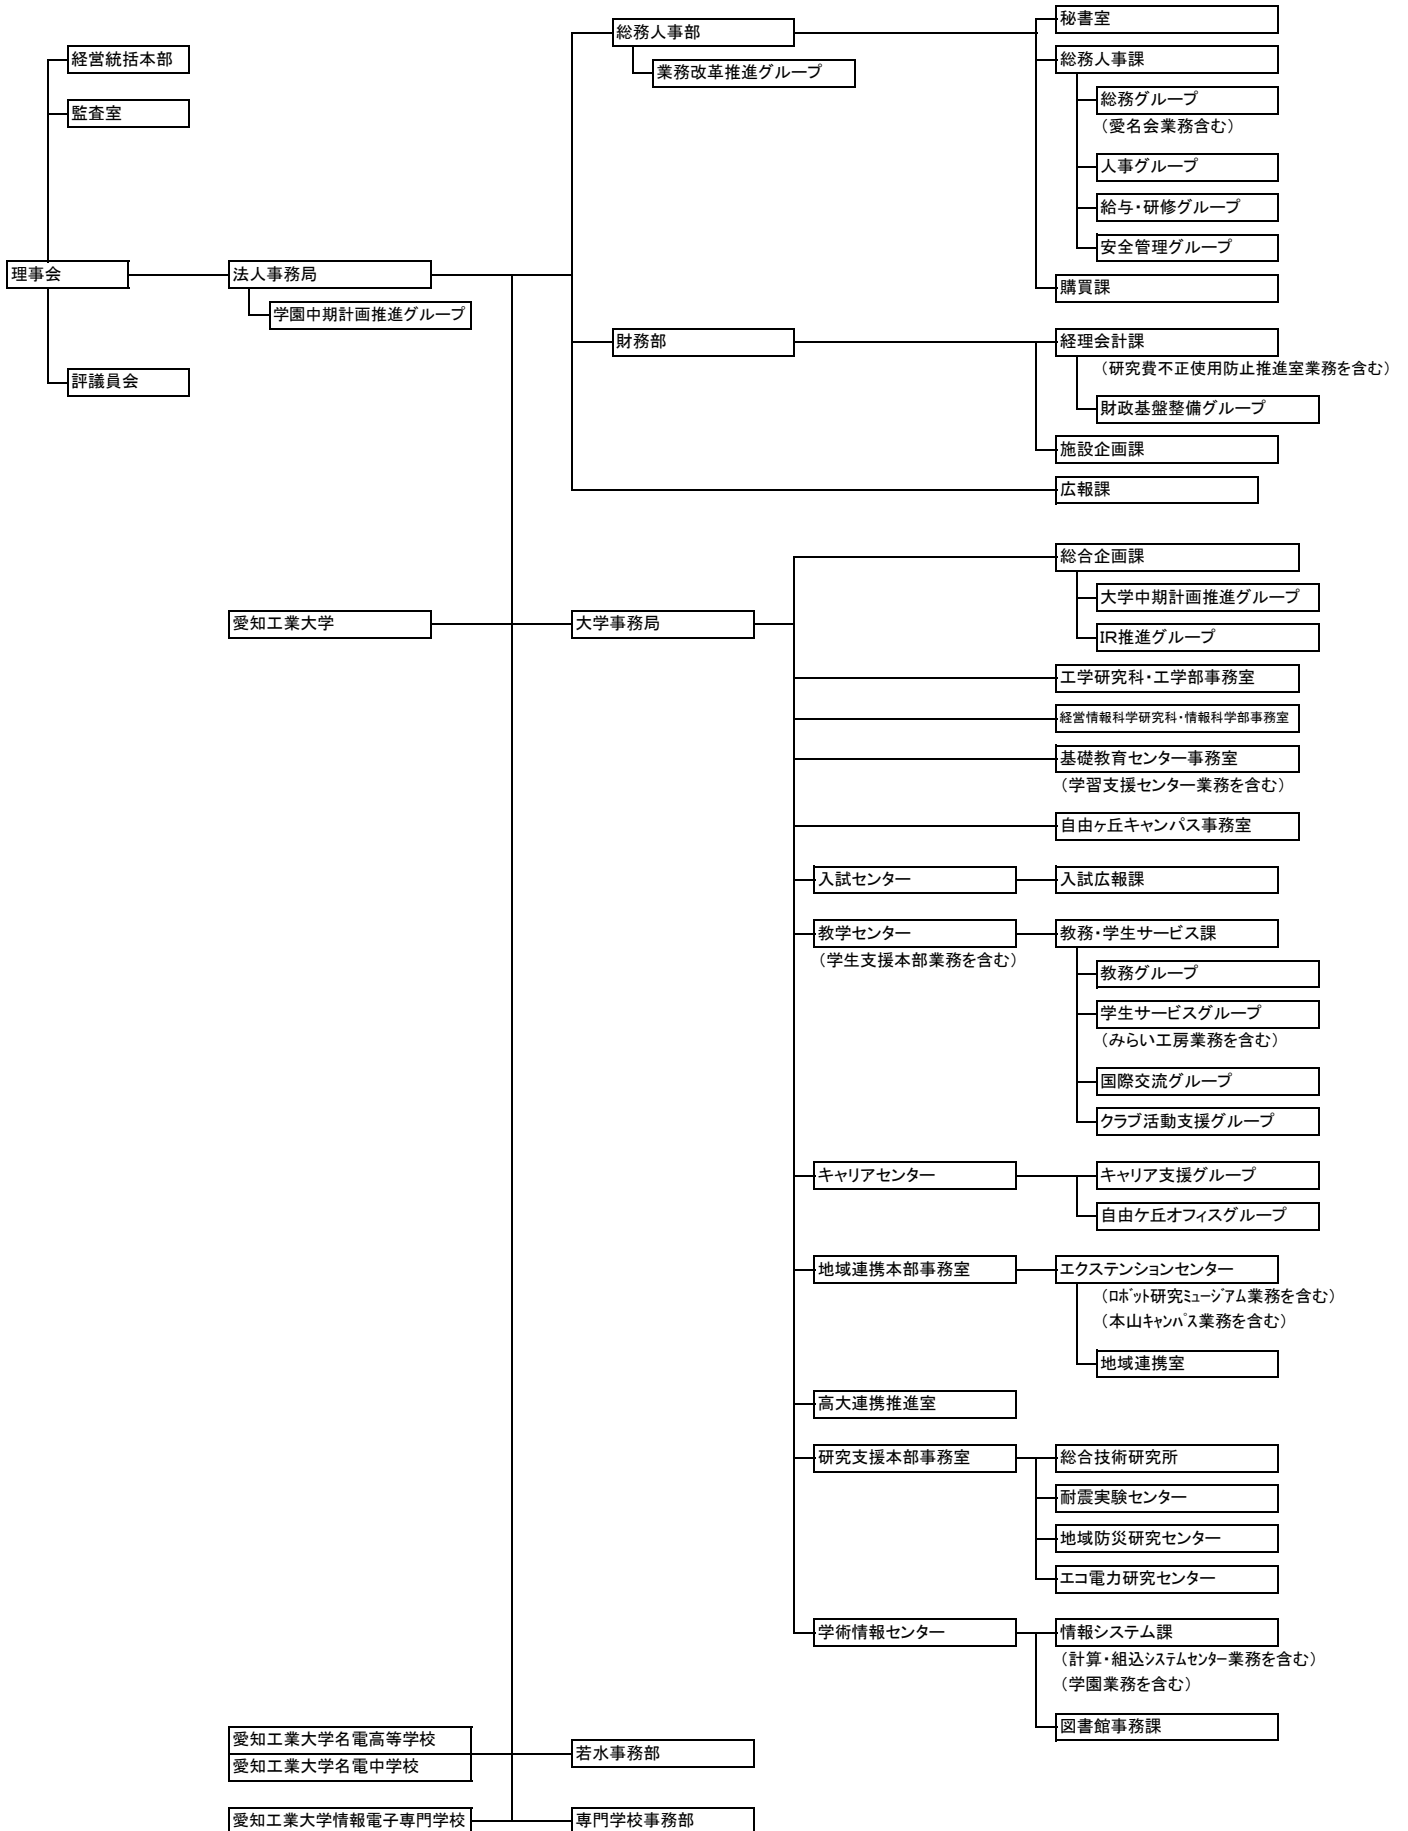 経営統括本部
監査室
理事会
評議員会
法人事務局
学園中期計画推進グループ
総務人事部
業務改革推進グループ
秘書室
総務人事課
総務グループ
（愛名会業務含む）
人事グループ
給与・研修グループ
安全管理グループ
購買課
財務部
経理会計課
（研究費不正使用防止推進室業務を含む）
財政基盤整備グループ
施設企画課
広報課
愛知工業大学
大学事務局
総合企画課
大学中期計画推進グループ
IR推進グループ
工学研究科・工学部事務室
経営情報科学研究科・情報科学部事務室
基礎教育センター事務室
（学習支援センター業務を含む）
自由ヶ丘キャンパス事務室
入試センター
入試広報課
教学センター
（学生支援本部業務を含む）
教務・学生サービス課
教務グループ
学生サービスグループ
（みらい工房業務を含む）
国際交流グループ
クラブ活動支援グループ
キャリアセンター
キャリア支援グループ
自由ケ丘オフィスグループ
地域連携本部事務室
エクステンションセンター
（ﾛﾎﾞｯﾄ研究ﾐｭｰｼﾞｱﾑ業務を含む）
（本山ｷｬﾝﾊﾟｽ業務を含む）
地域連携室
高大連携推進室
研究支援本部事務室
総合技術研究所
耐震実験センター
地域防災研究センター
エコ電力研究センター
学術情報センター
情報システム課
（計算・組込ｼｽﾃﾑｾﾝﾀｰ業務を含む）
（学園業務を含む）
図書館事務課
愛知工業大学名電高等学校
愛知工業大学名電中学校
若水事務部
愛知工業大学情報電子専門学校
専門学校事務部